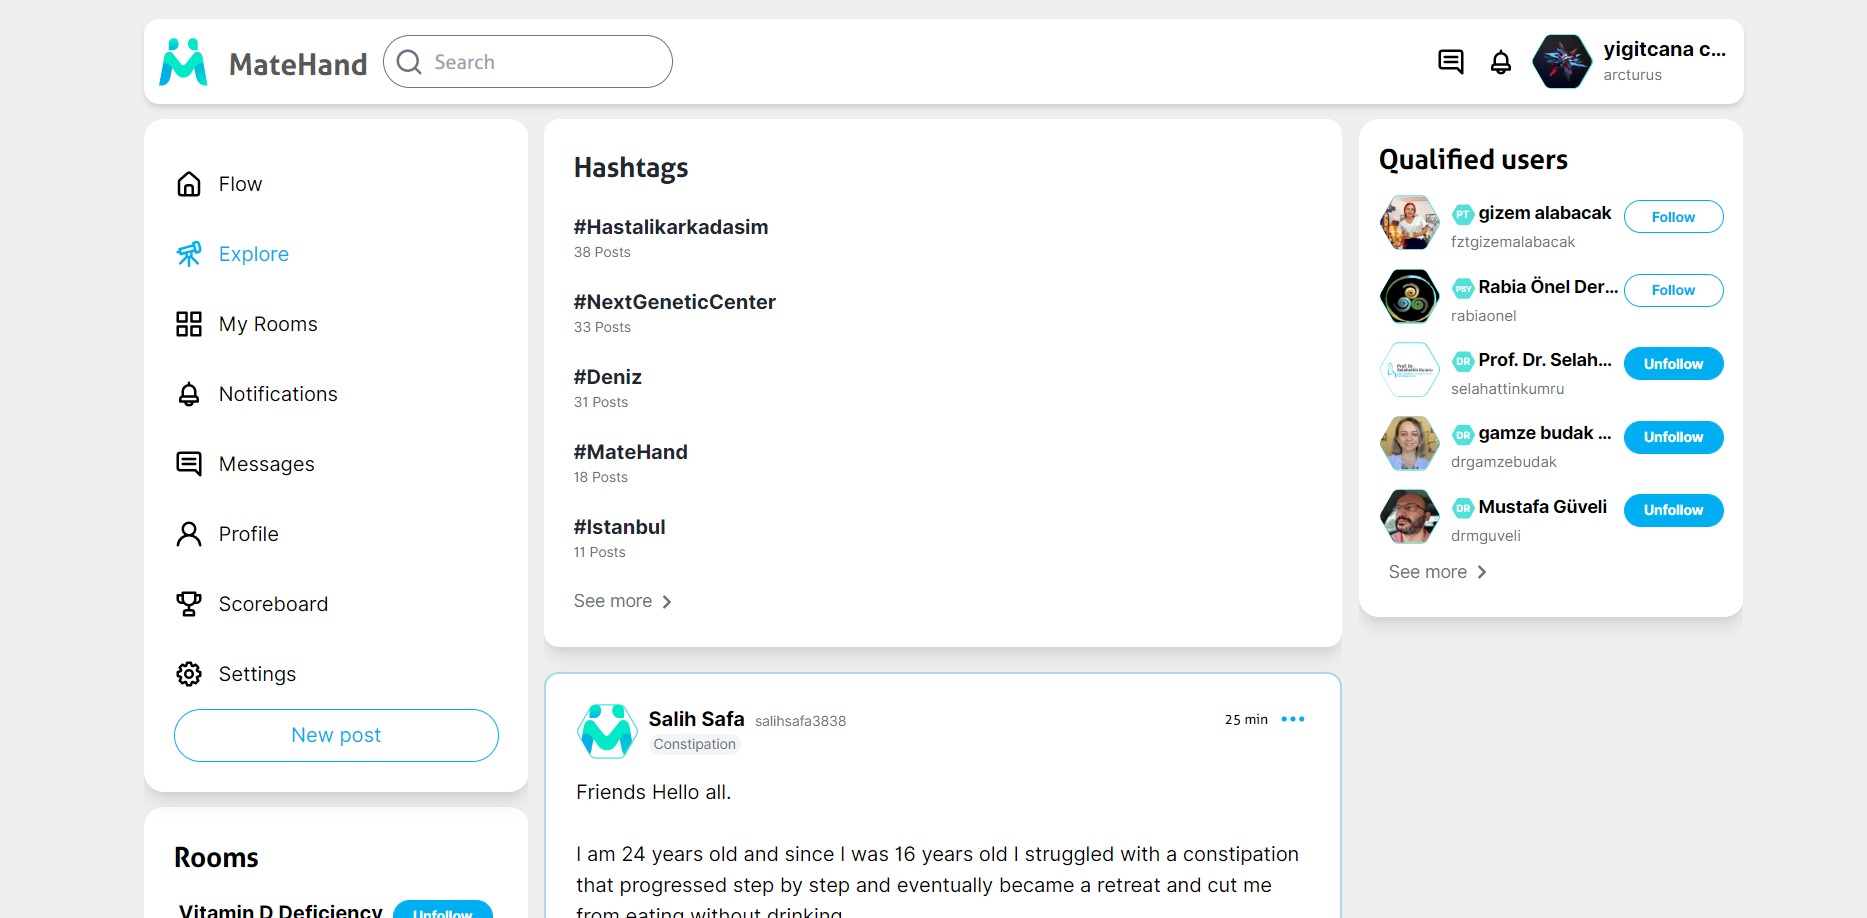 MateHand
Search
yigitcana c...
arcturus
Flow
Explore
My Rooms
Notifications
Messages
Profile
Scoreboard
Settings
New post
Rooms
Vitamin D Deficiency
Unfollow
Hashtags
#Hastalikarkadasim
38 Posts
#NextGeneticCenter
33 Posts
#Deniz
31 Posts
#MateHand
18 Posts
#Istanbul
11 Posts
See more
Salih Safa salihsafa3838
25 min
Constipation
Friends Hello all.
I am 24 years old and since I was 16 years old I struggled with a constipation
that progressed step by step and eventually became a retreat and cut me
from eating without drinking
Qualified users
PT gizem alabacak
Follow
fztgizemalabacak
PSY Rabia Önel Der...
Follow
rabiaonel
Prof. Dr.
Selahattin Kumru
DR Prof. Dr. Selah...
Unfollow
selahattinkumru
DR gamze budak ...
Unfollow
drgamzebudak
DR Mustafa Güveli
Unfollow
drmguveli
See more